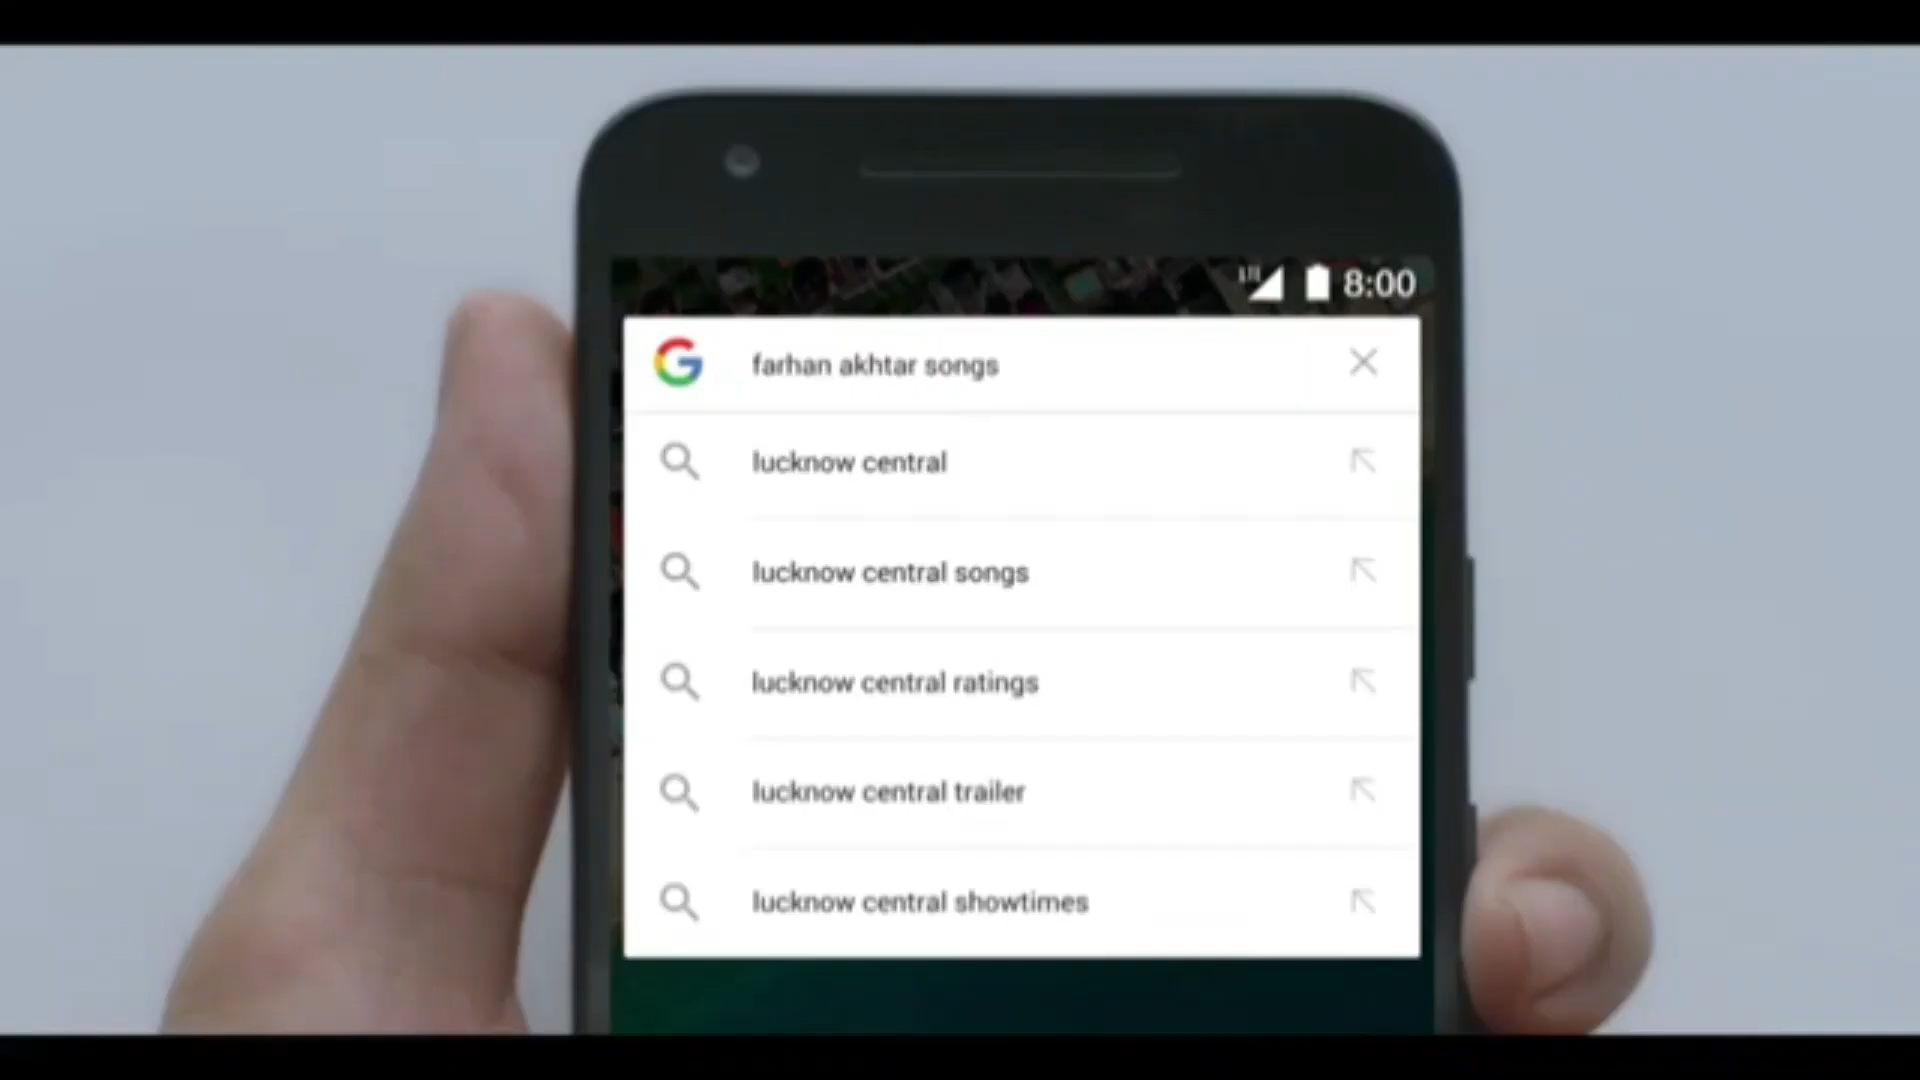 LTE 8:00
farhan akhtar songs
lucknow central
lucknow central songs
lucknow central ratings
lucknow central trailer
lucknow central showtimes